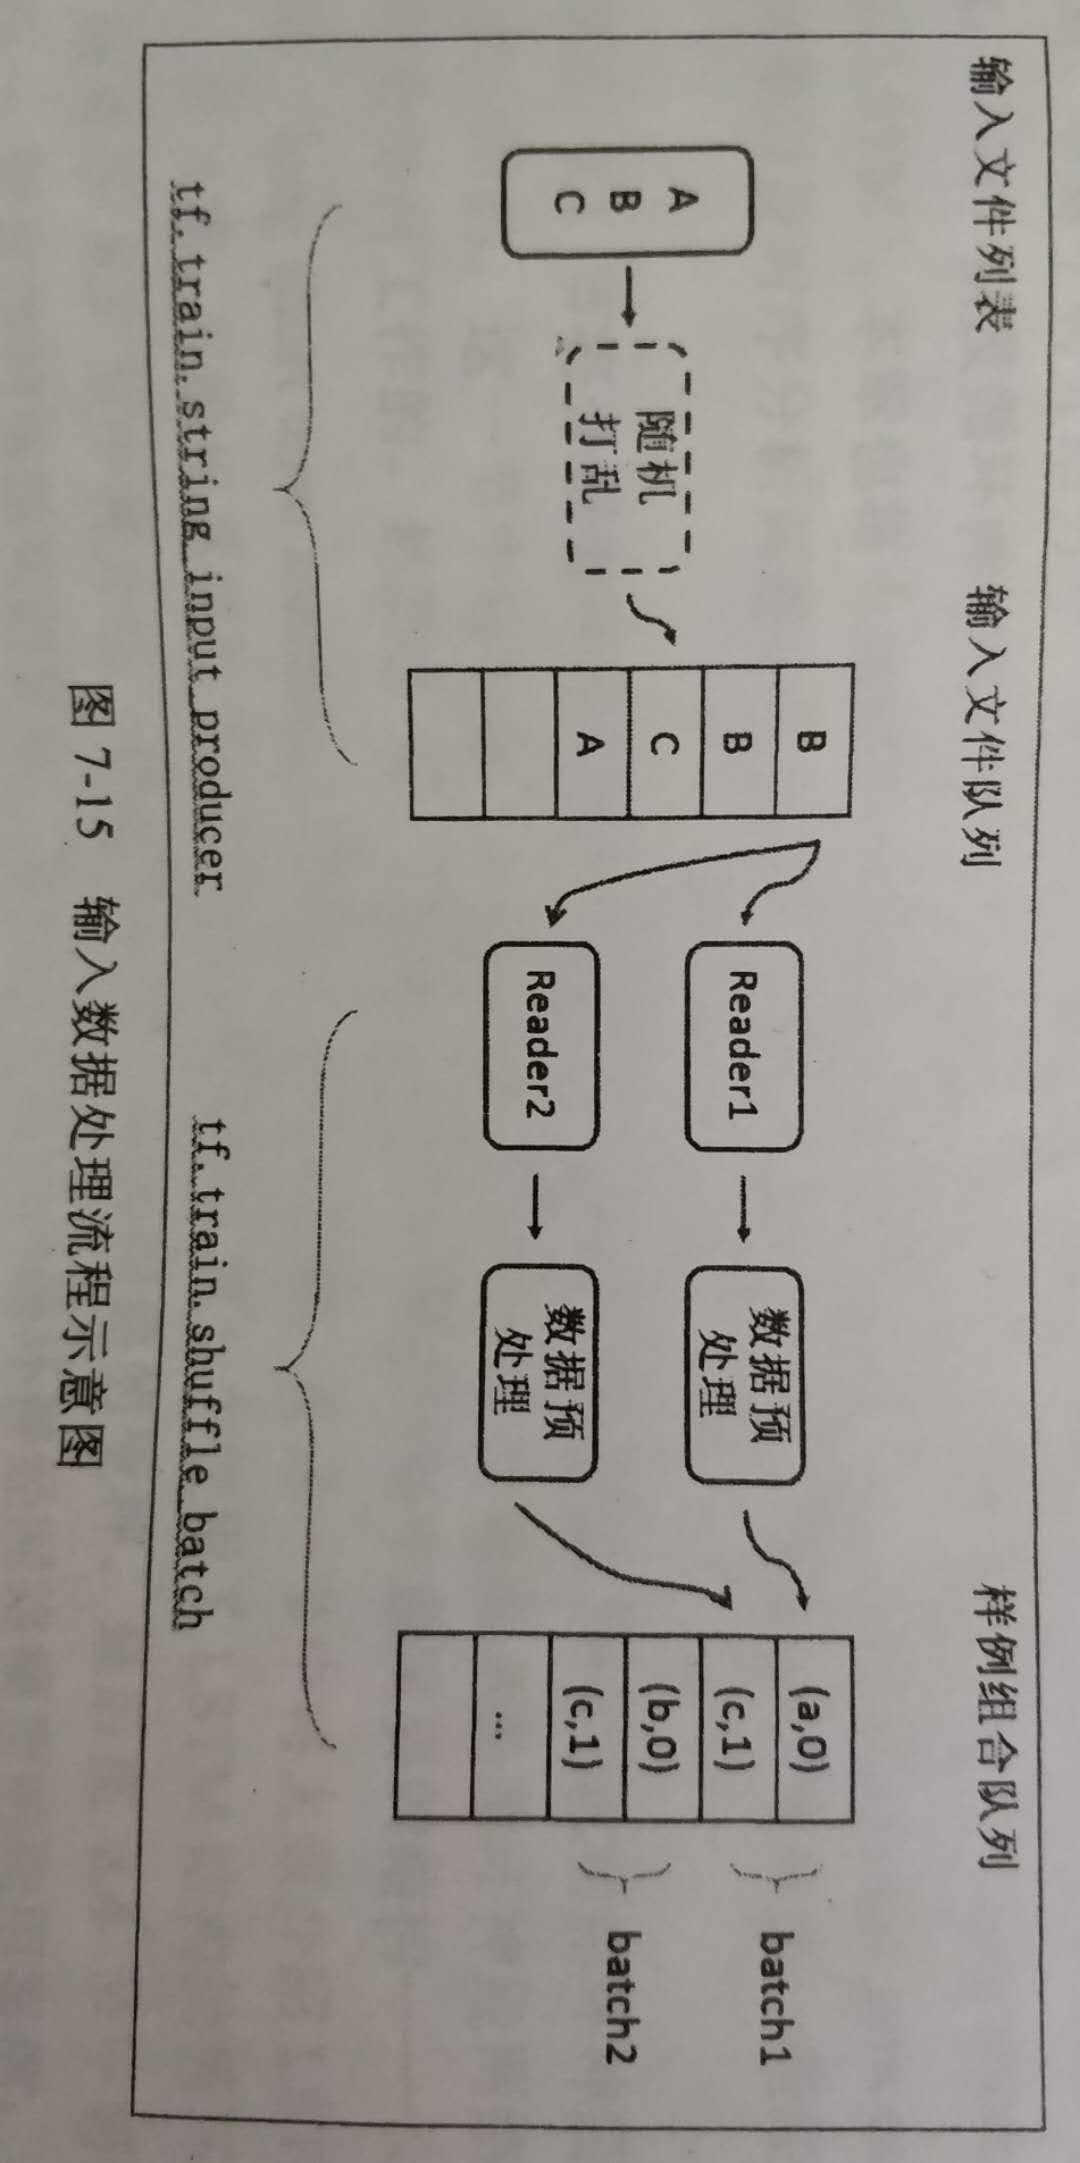 输入文件列表
输入文件队列
样例组合队列
A
B
C
随机
打乱
B
B
C
A
Reader1
数据预
处理
Reader2
数据预
处理
(a,0)
(c,1)
(b,0)
(c,1)
...
batch1
batch2
tf.train.string_input_producer
tf.train.shuffle_batch
图 7-15 输入数据处理流程示意图